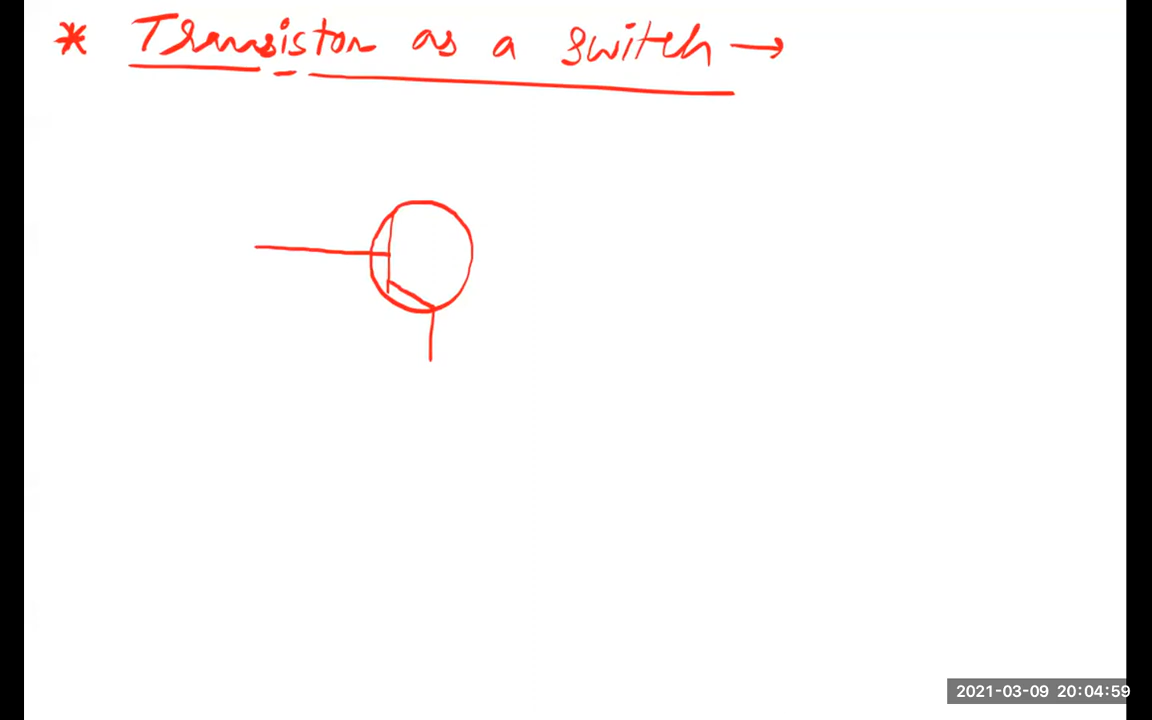 * Transistor as a switch →
2021-03-09 20:04:59